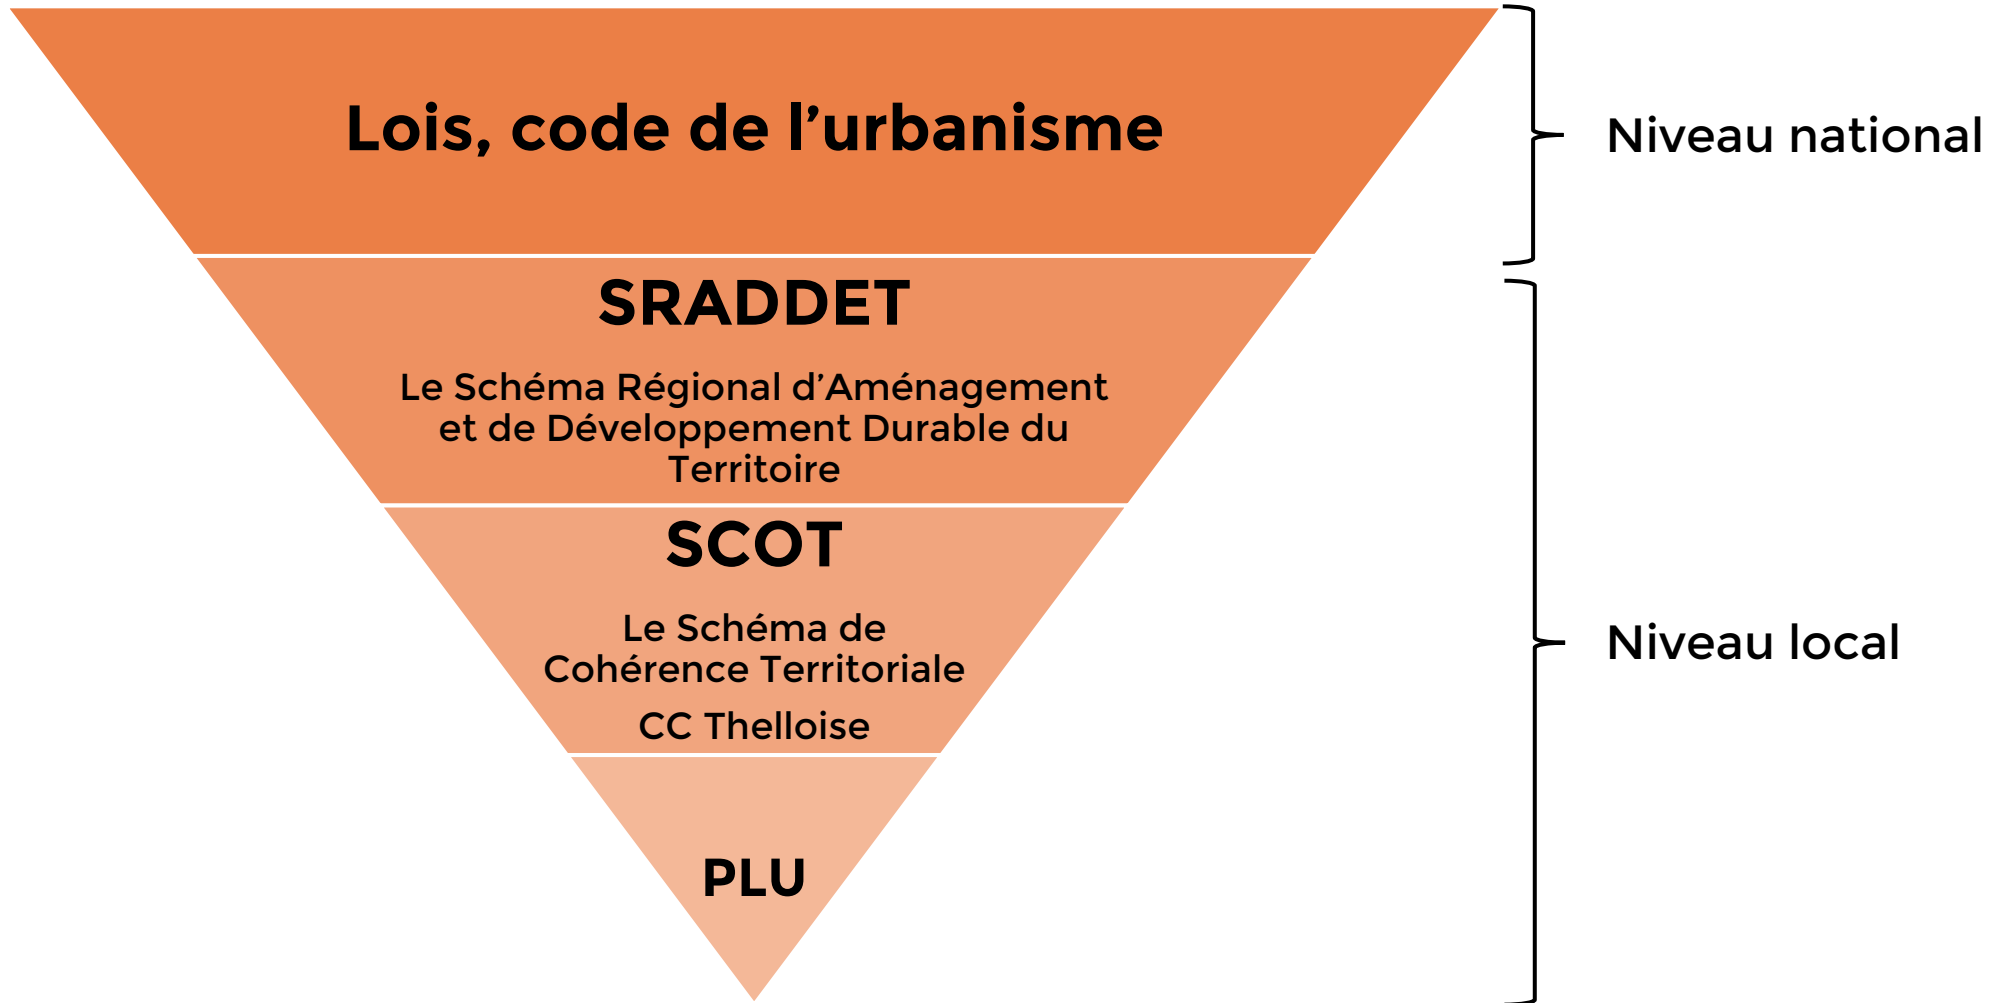 Lois, code de l’urbanisme
Niveau national
SRADDET
Le Schéma Régional d’Aménagement
et de Développement Durable du
Territoire
SCOT
Le Schéma de
Cohérence Territoriale
CC Thelloise
Niveau local
PLU